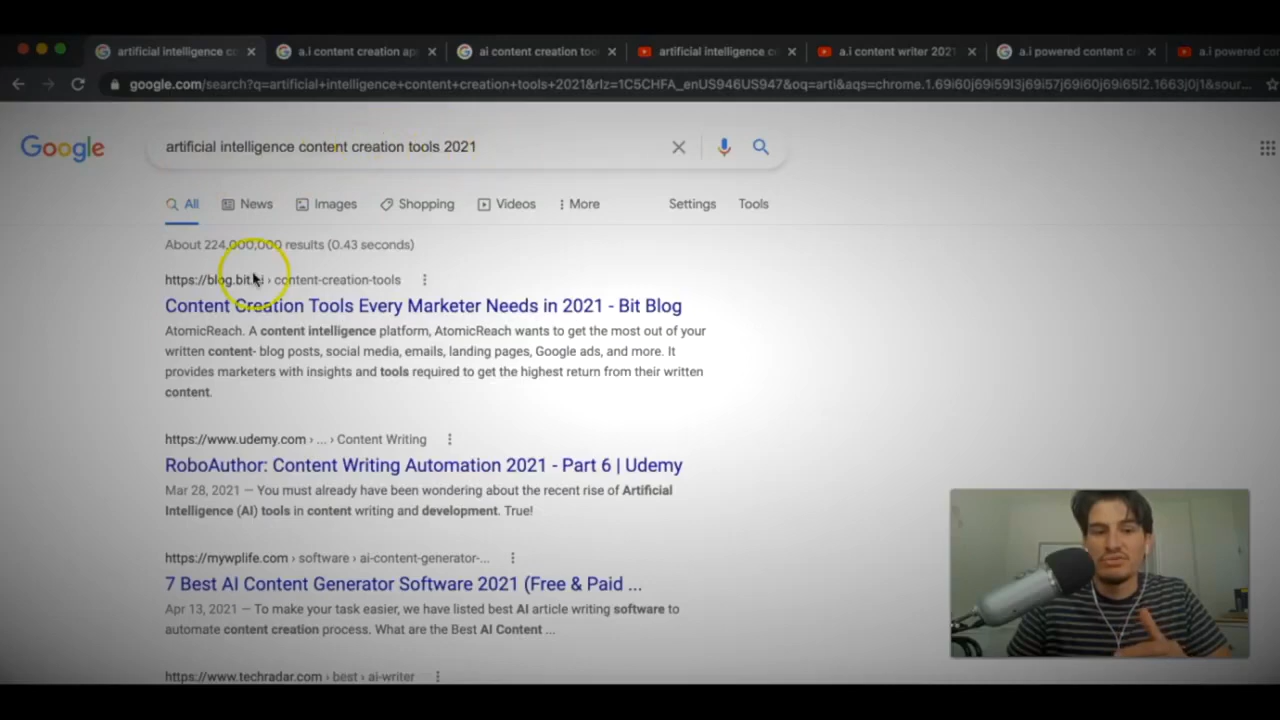 artificial intelligence co
a.i content creation ap
ai content creation too
artificial intelligence c
a.i content writer 2021
a.i powered content c
a.i powered co
google.com/search?q=artificial+intelligence+content+creation+tools+2021&rlz=1C5CHFA_enUS946US947&oq=arti&aqs=chrome.1.69i60j69i59l3j69i57j69i60j69i65l2.1663j0j1&sour...
Google
artificial intelligence content creation tools 2021
All News Images Shopping Videos More Settings Tools
About 224,000,000 results (0.43 seconds)
https://blog.bit.ai › content-creation-tools
Content Creation Tools Every Marketer Needs in 2021 - Bit Blog
AtomicReach. A content intelligence platform, AtomicReach wants to get the most out of your
written content- blog posts, social media, emails, landing pages, Google ads, and more. It
provides marketers with insights and tools required to get the highest return from their written
content.
https://www.udemy.com › ... › Content Writing
RoboAuthor: Content Writing Automation 2021 - Part 6 | Udemy
Mar 28, 2021 — You must already have been wondering about the recent rise of Artificial
Intelligence (AI) tools in content writing and development. True!
https://mywplife.com › software › ai-content-generator-...
7 Best AI Content Generator Software 2021 (Free & Paid ...
Apr 13, 2021 — To make your task easier, we have listed best AI article writing software to
automate content creation process. What are the Best AI Content ...
https://www.techradar.com › best › ai-writer